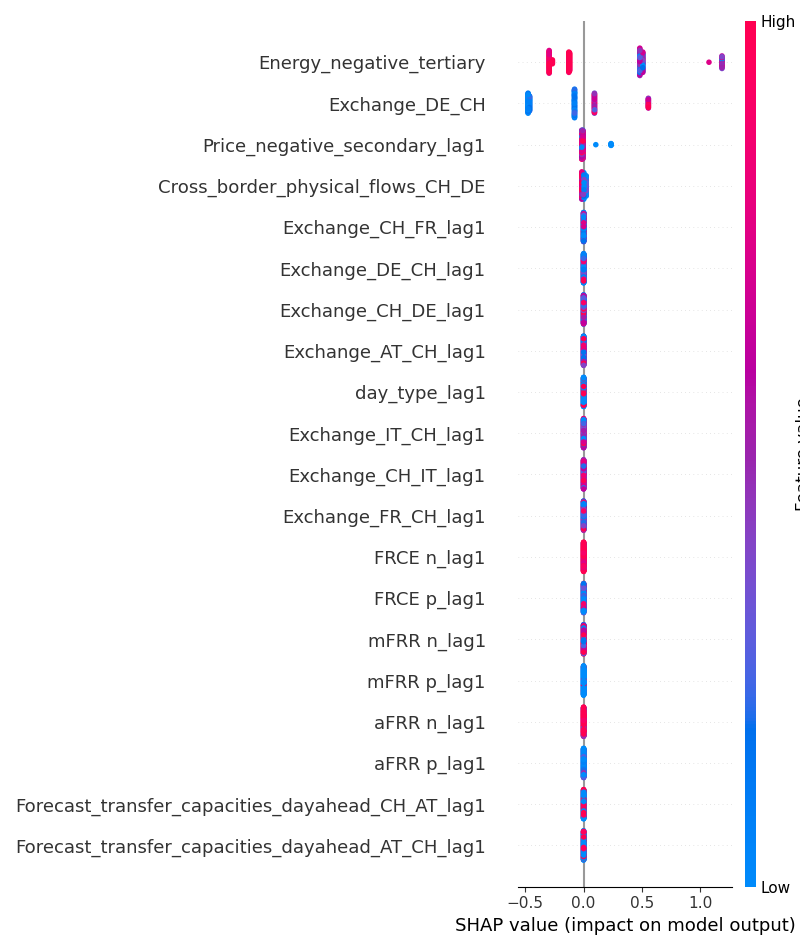 High
Energy_negative_tertiary
Exchange_DE_CH
Price_negative_secondary_lag1
Cross_border_physical_flows_CH_DE
Exchange_CH_FR_lag1
Exchange_DE_CH_lag1
Exchange_CH_DE_lag1
Exchange_AT_CH_lag1
day_type_lag1
Exchange_IT_CH_lag1
Exchange_CH_IT_lag1
Exchange_FR_CH_lag1
FRCE n_lag1
FRCE p_lag1
mFRR n_lag1
mFRR p_lag1
aFRR n_lag1
aFRR p_lag1
Forecast_transfer_capacities_dayahead_CH_AT_lag1
Forecast_transfer_capacities_dayahead_AT_CH_lag1
Low
−0.5 0.0 0.5 1.0
SHAP value (impact on model output)